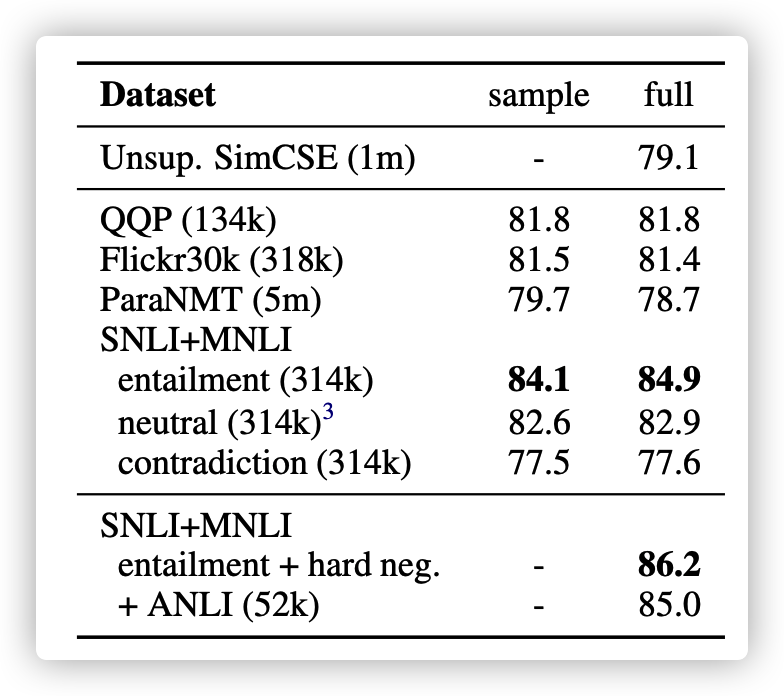 Dataset sample full
Unsup. SimCSE (1m) - 79.1
QQP (134k) 81.8 81.8
Flickr30k (318k) 81.5 81.4
ParaNMT (5m) 79.7 78.7
SNLI+MNLI
entailment (314k) 84.1 84.9
neutral (314k)3 82.6 82.9
contradiction (314k) 77.5 77.6
SNLI+MNLI
entailment + hard neg. - 86.2
+ ANLI (52k) - 85.0